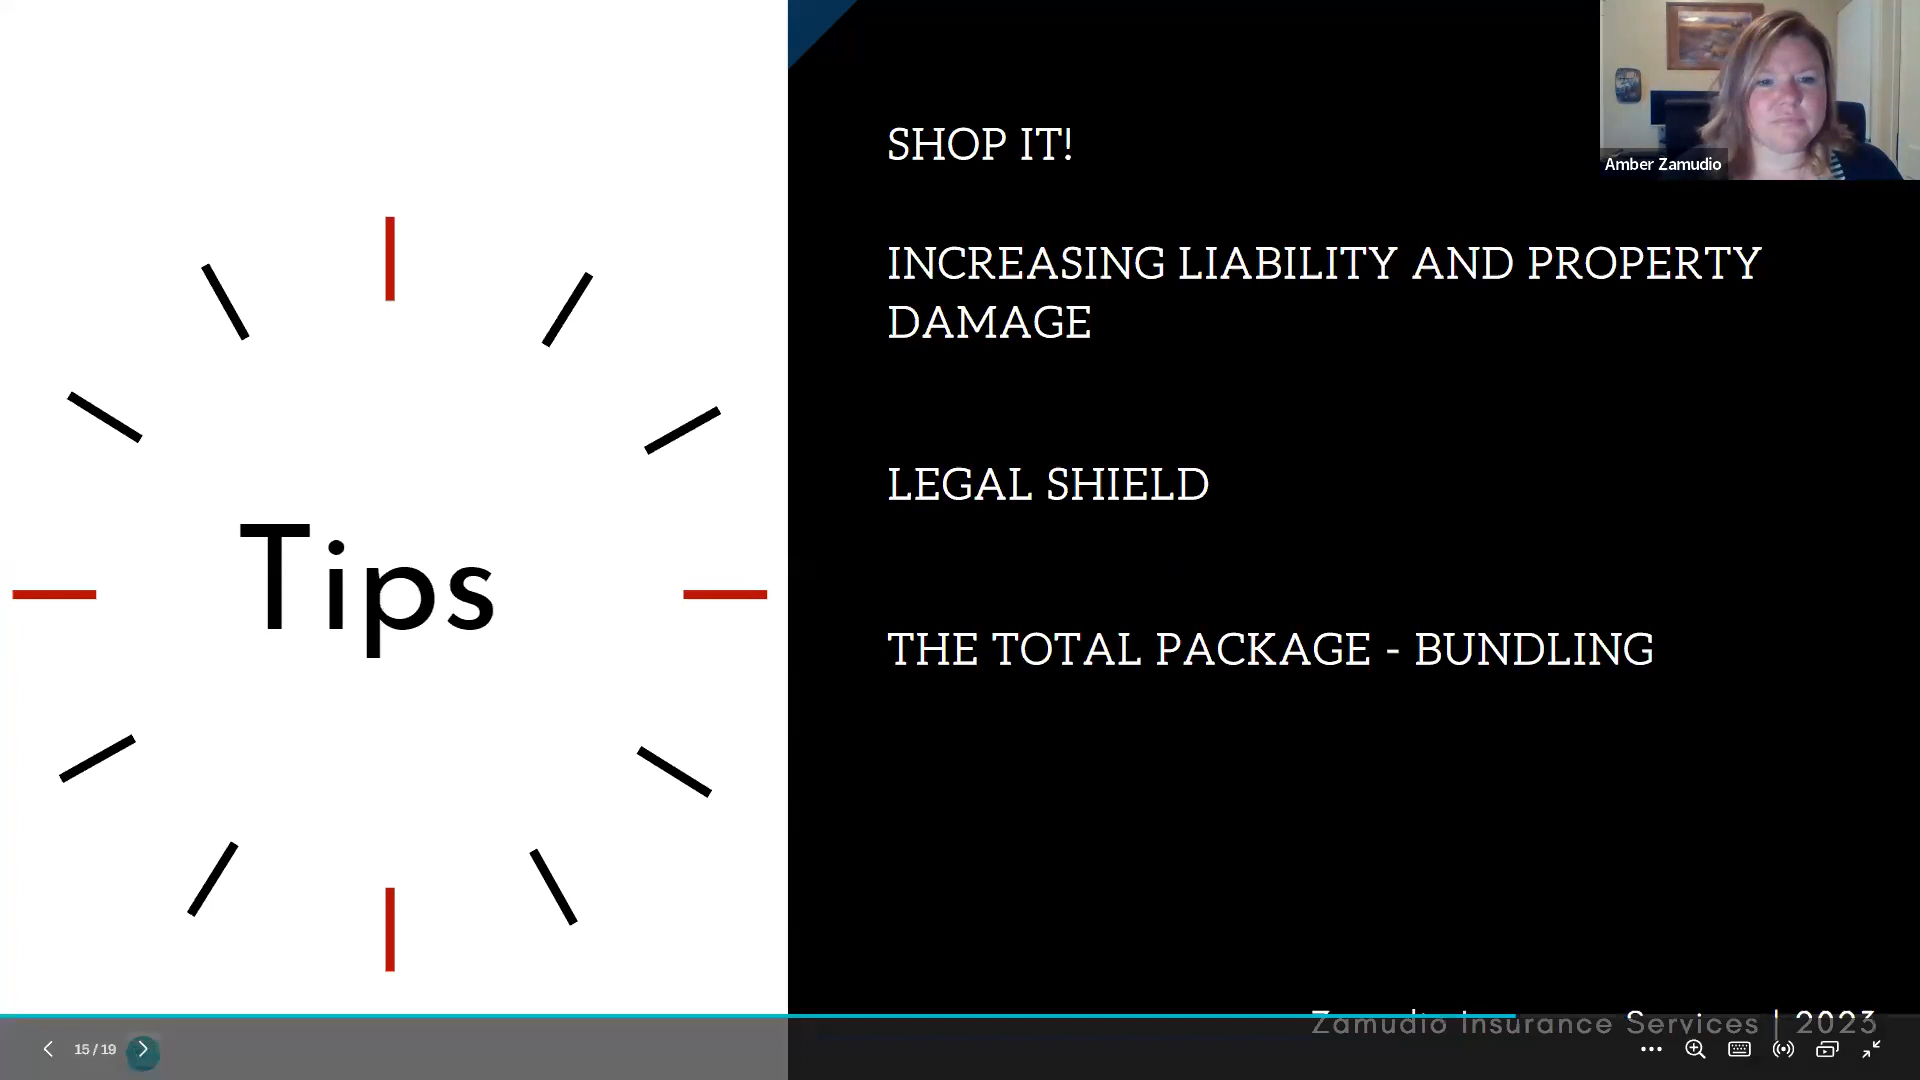 Tips
SHOP IT!
INCREASING LIABILITY AND PROPERTY
DAMAGE
LEGAL SHIELD
THE TOTAL PACKAGE - BUNDLING
Amber Zamudio
Zamudio Insurance Services | 2023
15 / 19